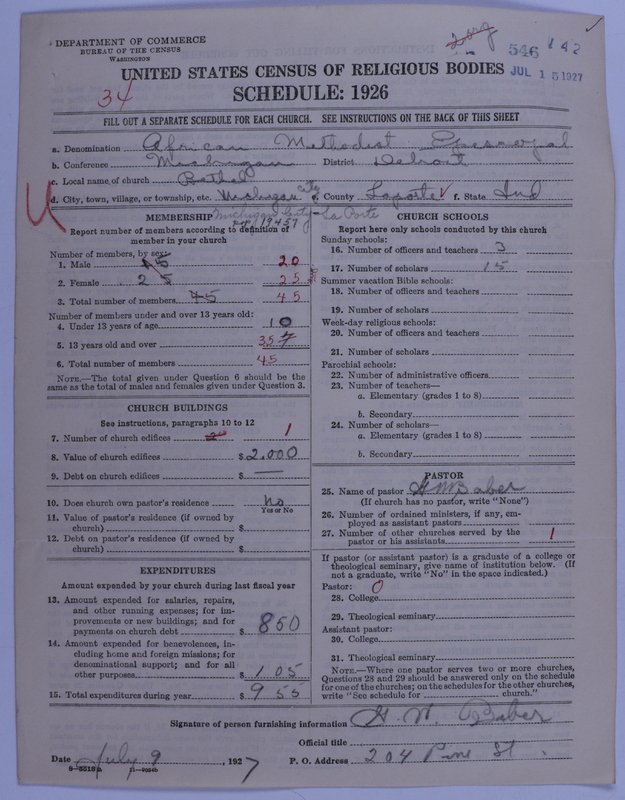 DEPARTMENT OF COMMERCE
BUREAU OF THE CENSUS
WASHINGTON
546 142
JUL 15 1927
UNITED STATES CENSUS OF RELIGIOUS BODIES
34
SCHEDULE: 1926
FILL OUT A SEPARATE SCHEDULE FOR EACH CHURCH. SEE INSTRUCTIONS ON THE BACK OF THIS SHEET
a. Denomination African Methodist Episcopal
b. Conference Michigan District Detroit
c. Local name of church Bethel
d. City, town, village, or township, etc. Michigan City e. County Laporte f. State Ind
Michigan City - La Porte
pop. 19457
MEMBERSHIP
Report number of members according to definition of
member in your church
Number of members, by sex:
1. Male 15 20
2. Female 25 25
3. Total number of members 45 45
Number of members under and over 13 years old:
4. Under 13 years of age 10
5. 13 years old and over 35
6. Total number of members 45
NOTE.—The total given under Question 6 should be the
same as the total of males and females given under Question 3.
CHURCH BUILDINGS
See instructions, paragraphs 10 to 12
7. Number of church edifices 1
8. Value of church edifices $ 2,000
9. Debt on church edifices $ —
10. Does church own pastor's residence No
Yes or No
11. Value of pastor's residence (if owned by
church) $
12. Debt on pastor's residence (if owned by
church) $
EXPENDITURES
Amount expended by your church during last fiscal year
13. Amount expended for salaries, repairs,
and other running expenses; for im-
provements or new buildings; and for
payments on church debt $ 850
14. Amount expended for benevolences, in-
cluding home and foreign missions; for
denominational support; and for all
other purposes $ 105
15. Total expenditures during year $ 955
CHURCH SCHOOLS
Report here only schools conducted by this church
Sunday schools:
16. Number of officers and teachers 3
17. Number of scholars 15
Summer vacation Bible schools:
18. Number of officers and teachers
19. Number of scholars
Week-day religious schools:
20. Number of officers and teachers
21. Number of scholars
Parochial schools:
22. Number of administrative officers
23. Number of teachers—
a. Elementary (grades 1 to 8)
b. Secondary
24. Number of scholars—
a. Elementary (grades 1 to 8)
b. Secondary
PASTOR
25. Name of pastor H W Baber
(If church has no pastor, write "None")
26. Number of ordained ministers, if any, em-
ployed as assistant pastors
27. Number of other churches served by the
pastor or his assistants 1
If pastor (or assistant pastor) is a graduate of a college or
theological seminary, give name of institution below. (If
not a graduate, write "No" in the space indicated.)
Pastor: 0
28. College
29. Theological seminary
Assistant pastor:
30. College
31. Theological seminary
NOTE.—Where one pastor serves two or more churches,
Questions 28 and 29 should be answered only on the schedule
for one of the churches; on the schedules for the other churches,
write "See schedule for church."
Signature of person furnishing information H. W. Baber
Official title
Date July 9, 1927 P. O. Address 204 Pine St.